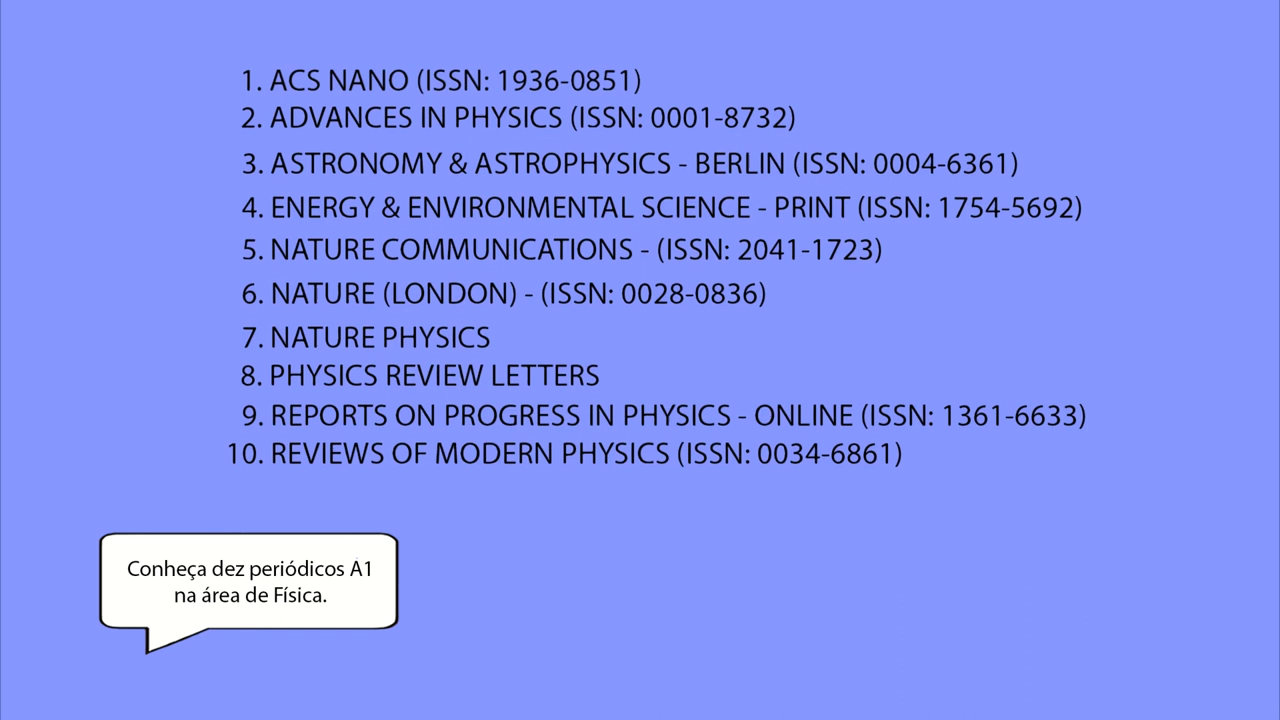 1. ACS NANO (ISSN: 1936-0851)
2. ADVANCES IN PHYSICS (ISSN: 0001-8732)
3. ASTRONOMY & ASTROPHYSICS - BERLIN (ISSN: 0004-6361)
4. ENERGY & ENVIRONMENTAL SCIENCE - PRINT (ISSN: 1754-5692)
5. NATURE COMMUNICATIONS - (ISSN: 2041-1723)
6. NATURE (LONDON) - (ISSN: 0028-0836)
7. NATURE PHYSICS
8. PHYSICS REVIEW LETTERS
9. REPORTS ON PROGRESS IN PHYSICS - ONLINE (ISSN: 1361-6633)
10. REVIEWS OF MODERN PHYSICS (ISSN: 0034-6861)
Conheça dez periódicos A1
na área de Física.